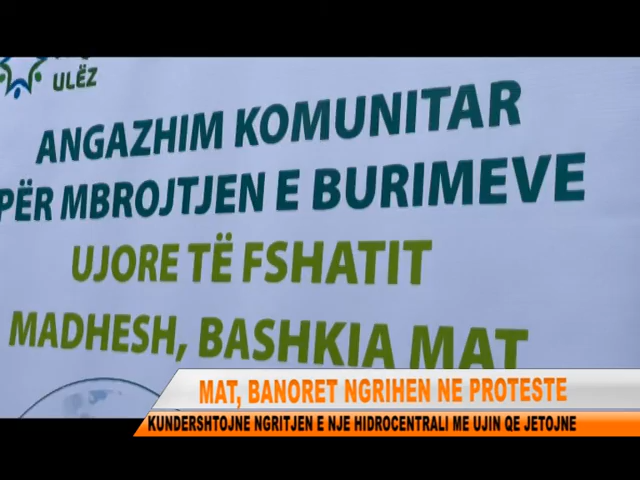 ULËZ
ANGAZHIM KOMUNITAR
PËR MBROJTJEN E BURIMEVE
UJORE TË FSHATIT
MADHESH, BASHKIA MAT
MAT, BANORET NGRIHEN NE PROTESTE
KUNDERSHTOJNE NGRITJEN E NJE HIDROCENTRALI ME UJIN QE JETOJNE